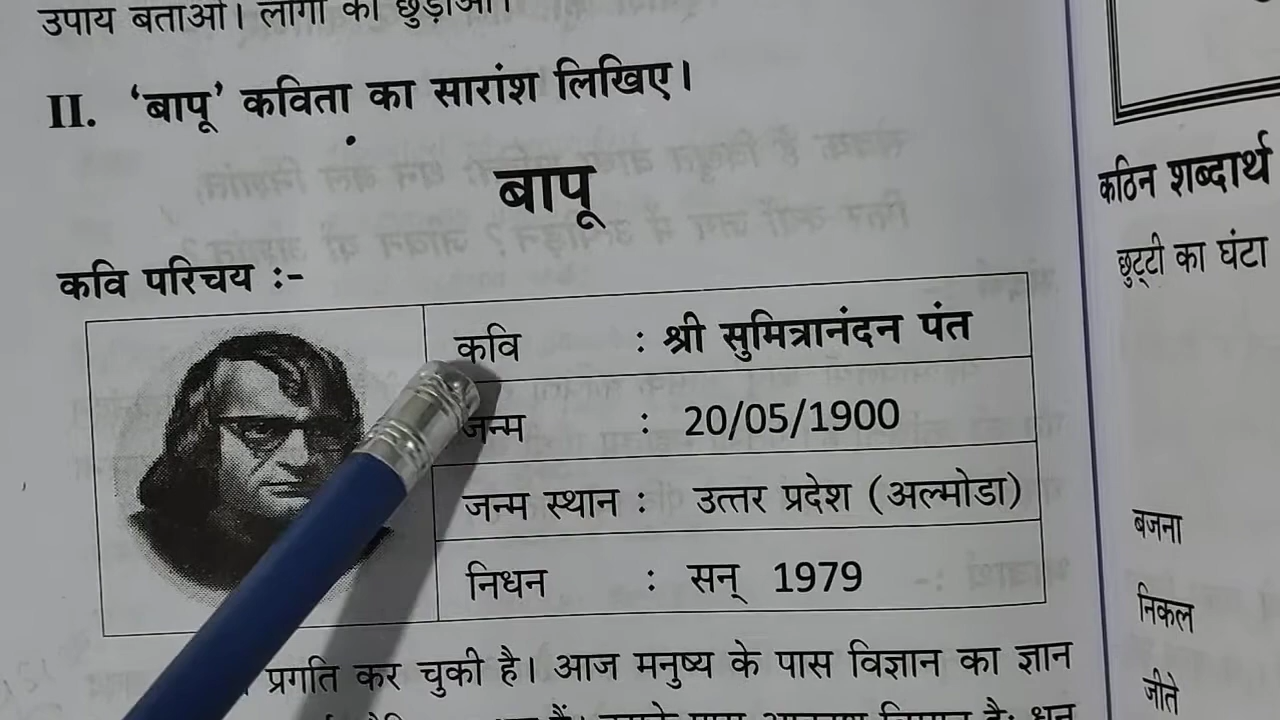 उपाय बताओ। लोगों को छुड़ाओ।
II. ‘बापू’ कविता का सारांश लिखिए।
बापू
कवि परिचय :-
कवि : श्री सुमित्रानंदन पंत
जन्म : 20/05/1900
जन्म स्थान : उत्तर प्रदेश (अल्मोडा)
निधन : सन् 1979
प्रगति कर चुकी है। आज मनुष्य के पास विज्ञान का ज्ञान
कठिन शब्दार्थ
छुट्टी का घंटा
बजना
निकल
जीते